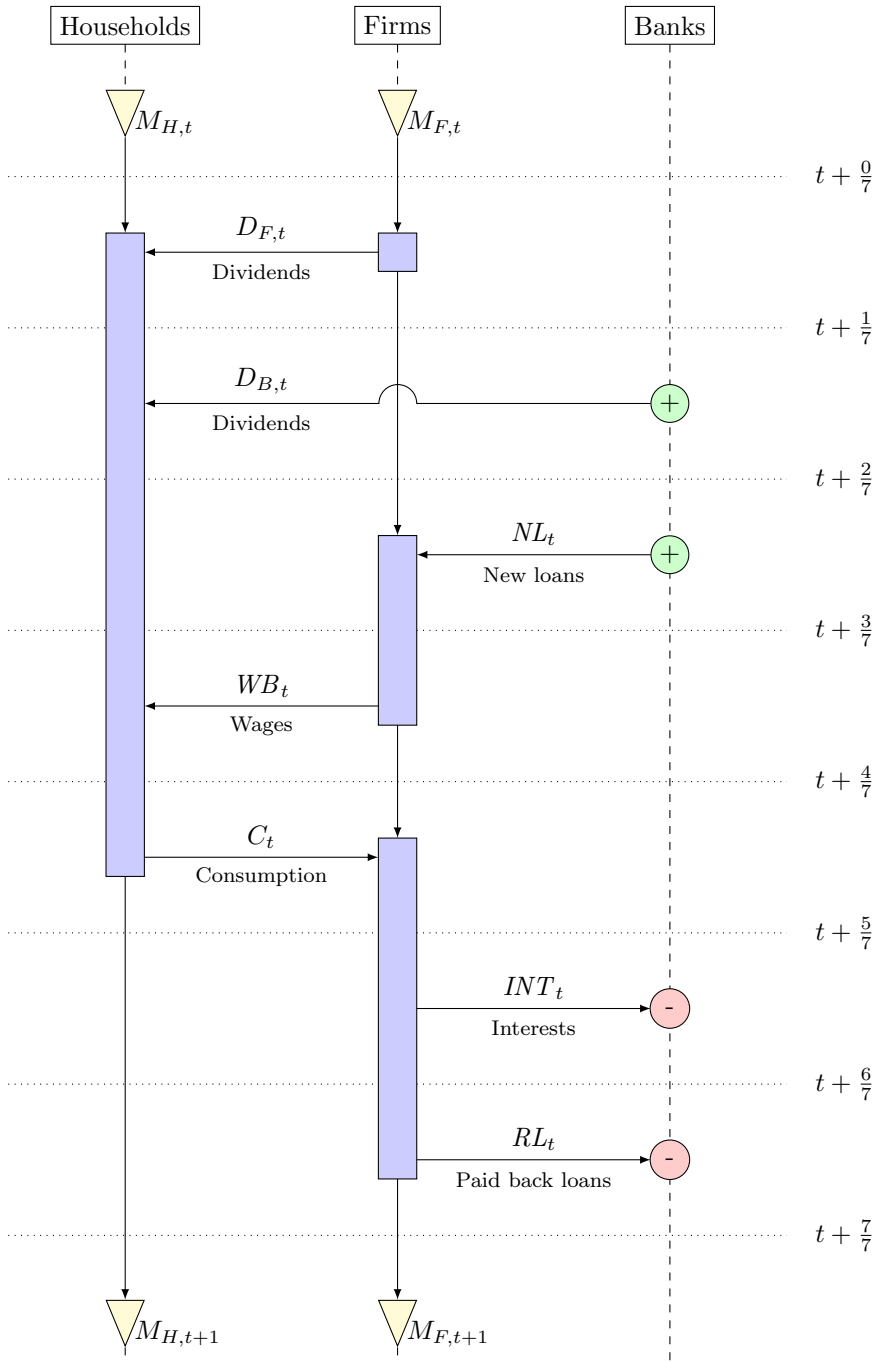 Households Firms Banks
M_{H,t} M_{F,t}
t + 0/7
D_{F,t}
Dividends
t + 1/7
D_{B,t}
+
Dividends
t + 2/7
NL_t
+
New loans
t + 3/7
WB_t
Wages
t + 4/7
C_t
Consumption
t + 5/7
INT_t
-
Interests
t + 6/7
RL_t
-
Paid back loans
t + 7/7
M_{H,t+1} M_{F,t+1}